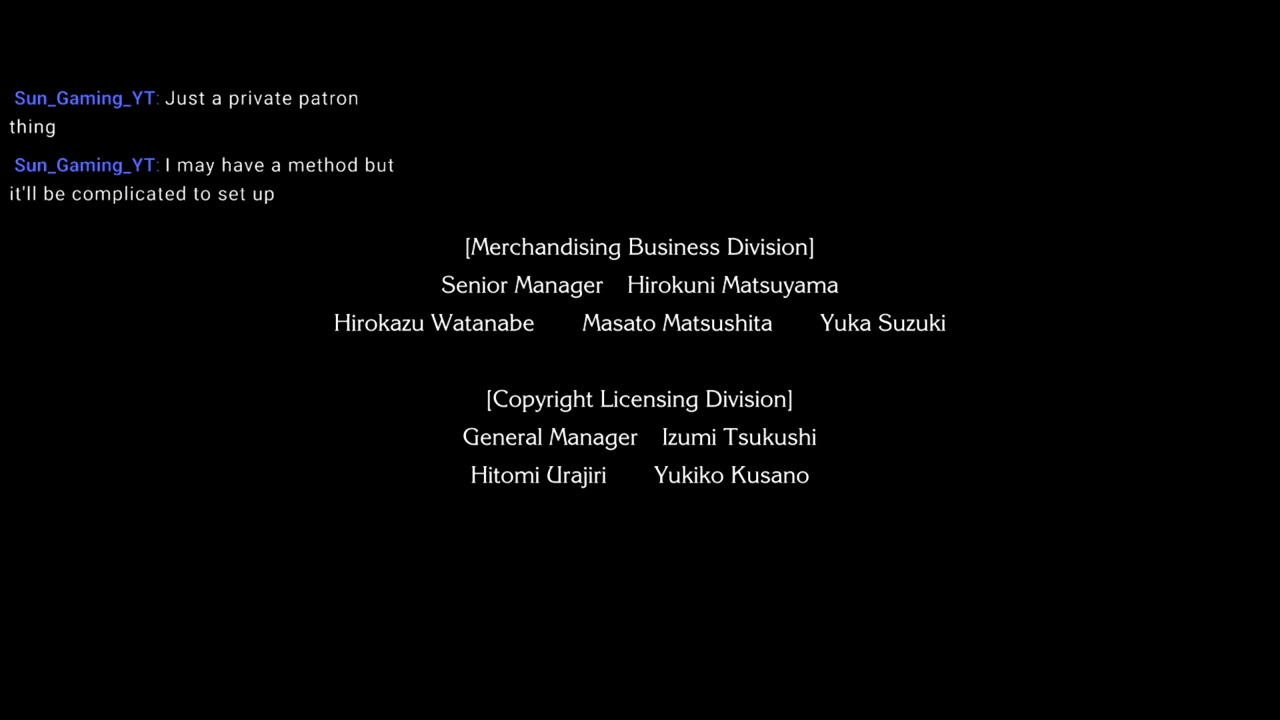 Sun_Gaming_YT: Just a private patron
thing
Sun_Gaming_YT: I may have a method but
it'll be complicated to set up
[Merchandising Business Division]
Senior Manager Hirokuni Matsuyama
Hirokazu Watanabe Masato Matsushita Yuka Suzuki
[Copyright Licensing Division]
General Manager Izumi Tsukushi
Hitomi Urajiri Yukiko Kusano